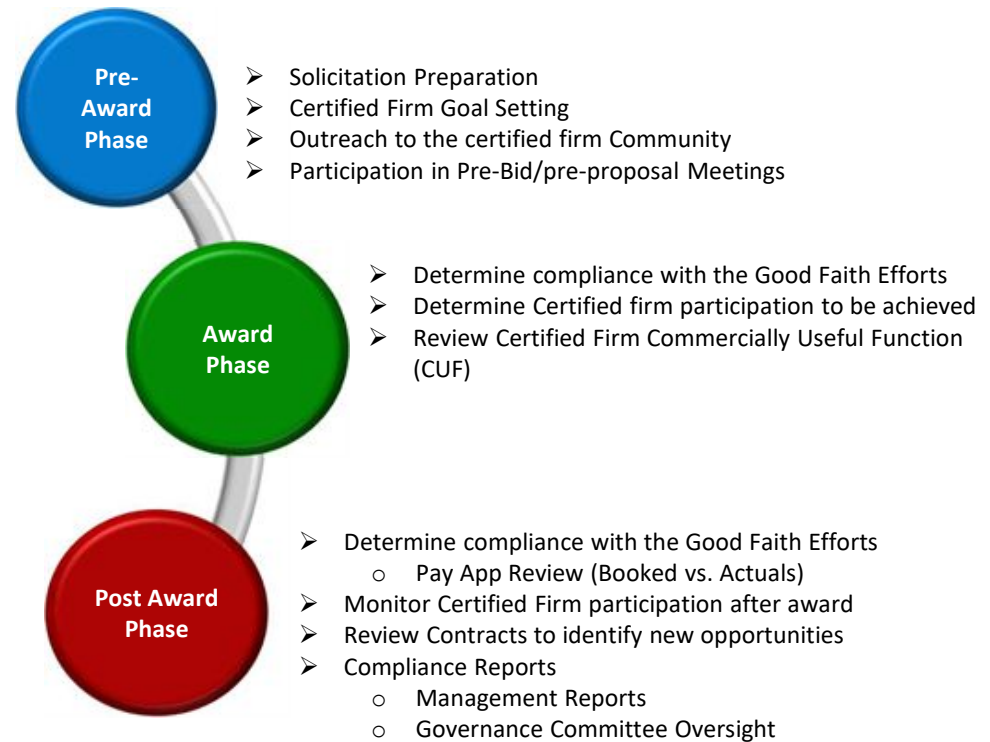 Pre-
Award
Phase
➢ Solicitation Preparation
➢ Certified Firm Goal Setting
➢ Outreach to the certified firm Community
➢ Participation in Pre-Bid/pre-proposal Meetings
Award
Phase
➢ Determine compliance with the Good Faith Efforts
➢ Determine Certified firm participation to be achieved
➢ Review Certified Firm Commercially Useful Function
(CUF)
Post Award
Phase
➢ Determine compliance with the Good Faith Efforts
o Pay App Review (Booked vs. Actuals)
➢ Monitor Certified Firm participation after award
➢ Review Contracts to identify new opportunities
➢ Compliance Reports
o Management Reports
o Governance Committee Oversight